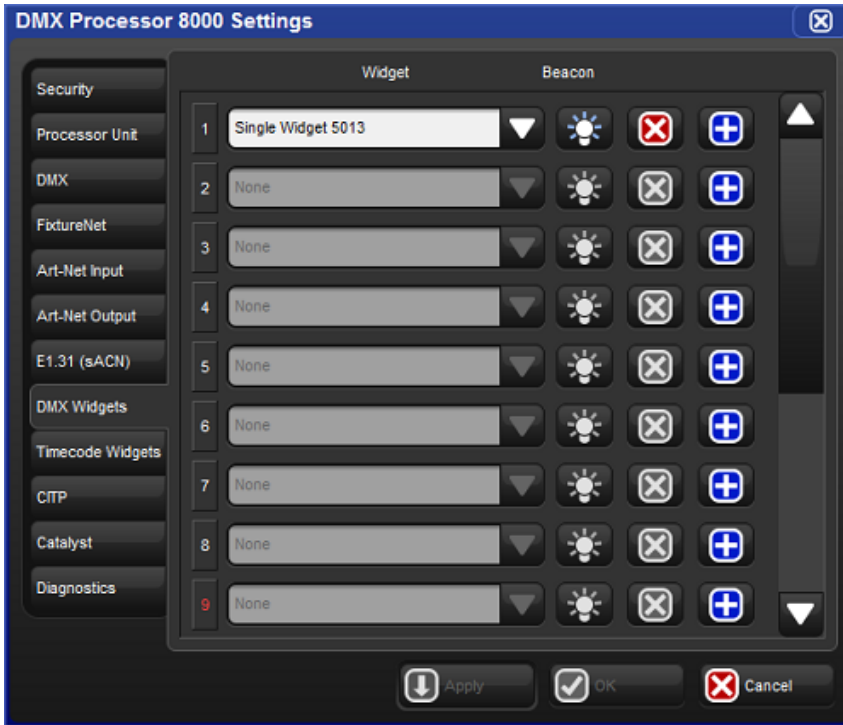 DMX Processor 8000 Settings
Widget Beacon
Security
Processor Unit
DMX
FixtureNet
Art-Net Input
Art-Net Output
E1.31 (sACN)
DMX Widgets
Timecode Widgets
CITP
Catalyst
Diagnostics
1 Single Widget 5013
2 None
3 None
4 None
5 None
6 None
7 None
8 None
9 None
Apply OK Cancel